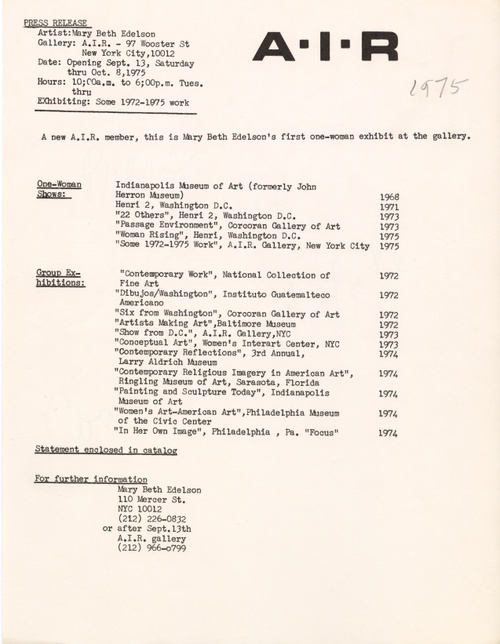 PRESS RELEASE
Artist:Mary Beth Edelson
Gallery: A.I.R. - 97 Wooster St
New York City,10012
Date: Opening Sept. 13, Saturday
thru Oct. 8,1975
Hours: 10;00a.m. to 6;00p.m. Tues.
thru
EXhibiting: Some 1972-1975 work
A·I·R
1975
A new A.I.R. member, this is Mary Beth Edelson's first one-woman exhibit at the gallery.
One-Woman Indianapolis Museum of Art (formerly John
Shows: Herron Museum) 1968
Henri 2, Washington D.C. 1971
"22 Others", Henri 2, Washington D.C. 1973
"Passage Environment", Corcoran Gallery of Art 1973
"Woman Rising", Henri, Washington D.C. 1975
"Some 1972-1975 Work", A.I.R. Gallery, New York City 1975
Group Ex- "Contemporary Work", National Collection of 1972
hibitions: Fine Art
"Dibujos/Washington", Instituto Guatemalteco 1972
Americano
"Six from Washington", Corcoran Gallery of Art 1972
"Artists Making Art",Baltimore Museum 1972
"Show from D.C.", A.I.R. Gallery,NYC 1973
"Conceptual Art", Women's Interart Center, NYC 1973
"Contemporary Reflections", 3rd Annual, 1974
Larry Aldrich Museum
"Contemporary Religious Imagery in American Art", 1974
Ringling Museum of Art, Sarasota, Florida
"Painting and Sculpture Today", Indianapolis 1974
Museum of Art
"Women's Art-American Art",Philadelphia Museum 1974
of the Civic Center
"In Her Own Image", Philadelphia , Pa. "Focus" 1974
Statement enclosed in catalog
For further information
Mary Beth Edelson
110 Mercer St.
NYC 10012
(212) 226-0832
or after Sept.13th
A.I.R. gallery
(212) 966-o799